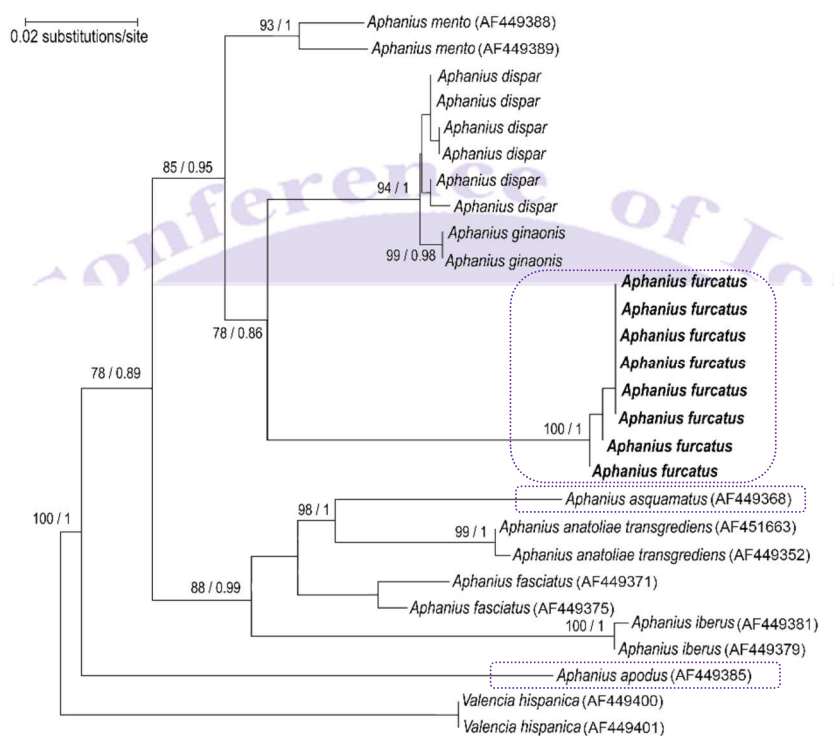 93 / 1
Aphanius mento (AF449388)
0.02 substitutions/site
Aphanius mento (AF449389)
Aphanius dispar
Aphanius dispar
Aphanius dispar
Aphanius dispar
85 / 0.95
Aphanius dispar
94 / 1
Aphanius dispar
Conference of Ic
Aphanius ginaonis
99 / 0.98
Aphanius ginaonis
Aphanius furcatus
Aphanius furcatus
Aphanius furcatus
78 / 0.86
Aphanius furcatus
78 / 0.89
Aphanius furcatus
Aphanius furcatus
100 / 1
Aphanius furcatus
Aphanius furcatus
Aphanius asquamatus (AF449368)
98 / 1
100 / 1
99 / 1
Aphanius anatoliae transgrediens (AF451663)
Aphanius anatoliae transgrediens (AF449352)
Aphanius fasciatus (AF449371)
88 / 0.99
Aphanius fasciatus (AF449375)
100 / 1
Aphanius iberus (AF449381)
Aphanius iberus (AF449379)
Aphanius apodus (AF449385)
Valencia hispanica (AF449400)
Valencia hispanica (AF449401)